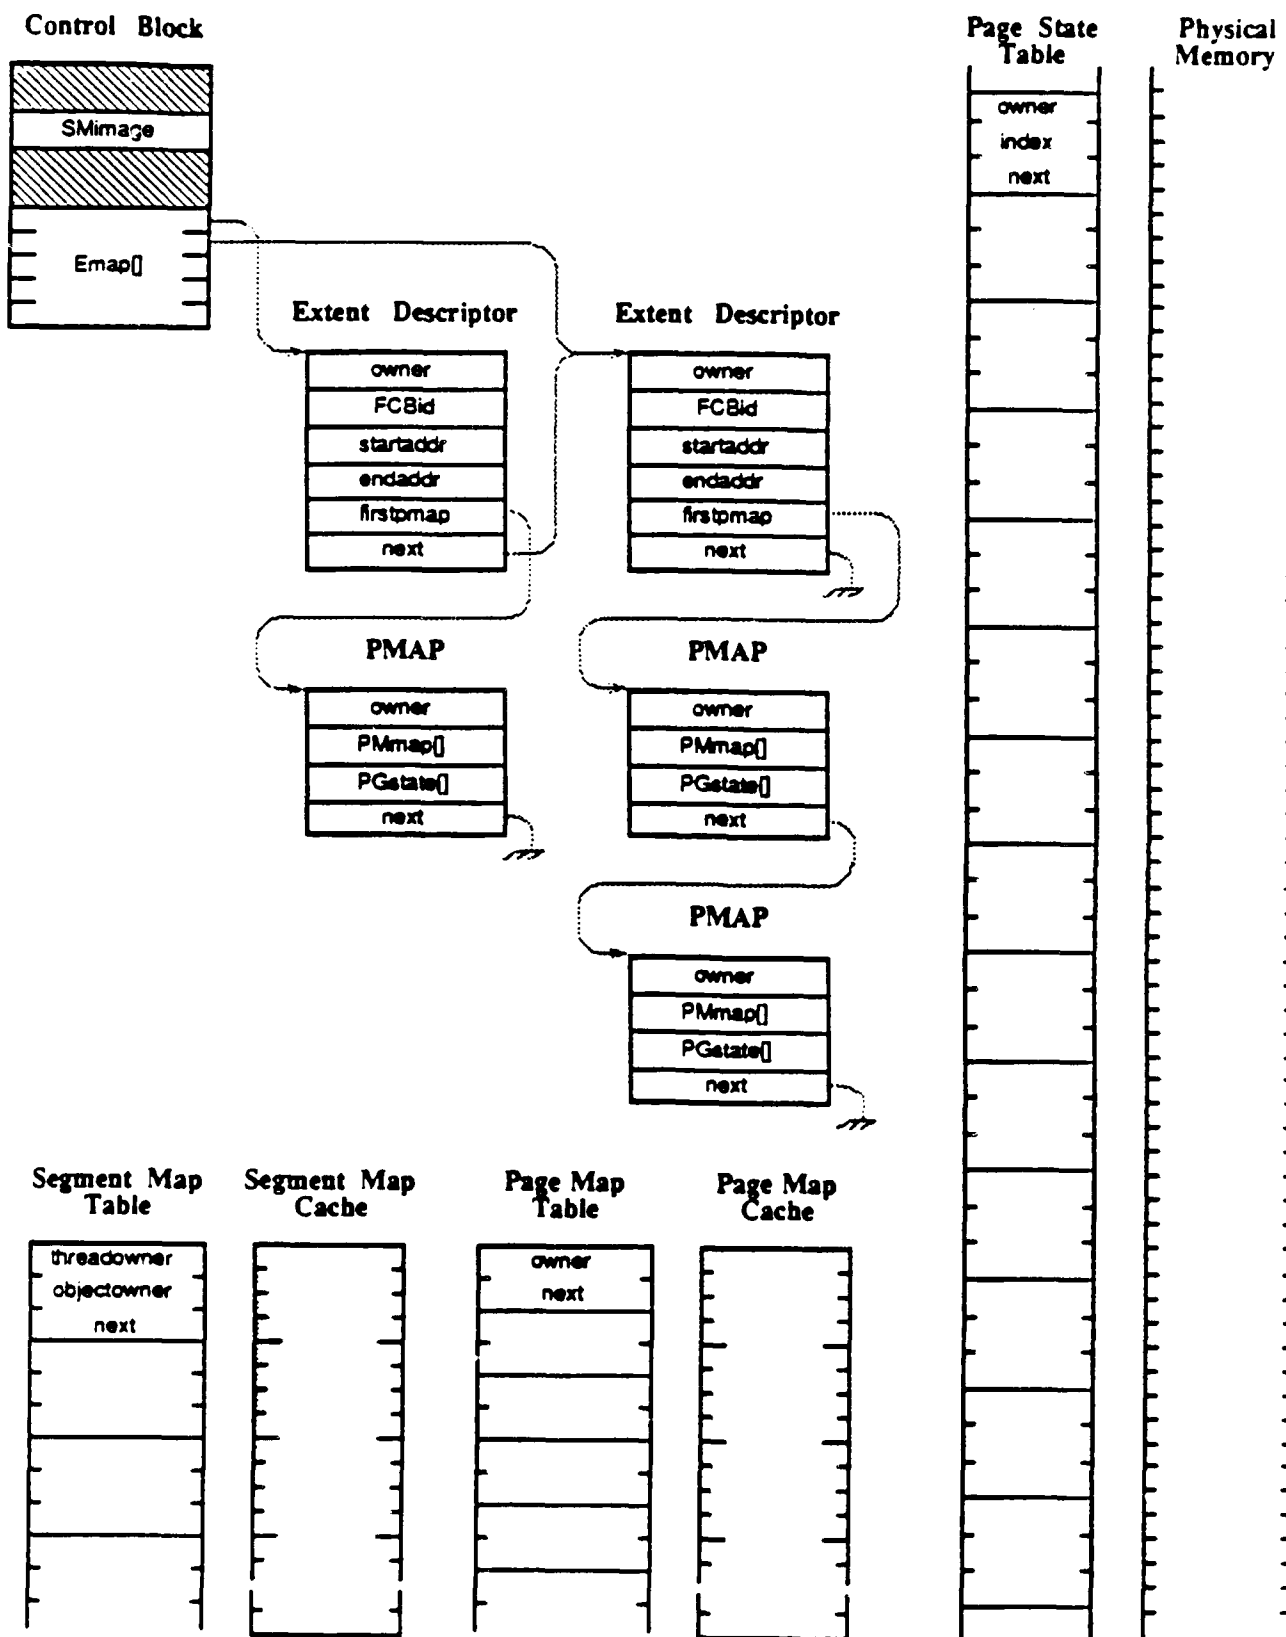 Control Block
SMimage
Emap[]
Extent Descriptor
owner
FCBid
startaddr
endaddr
firstpmap
next
Extent Descriptor
owner
FCBid
startaddr
endaddr
firstpmap
next
PMAP
owner
PMmap[]
PGstate[]
next
PMAP
owner
PMmap[]
PGstate[]
next
PMAP
owner
PMmap[]
PGstate[]
next
Page State
Table
owner
index
next
Physical
Memory
Segment Map
Table
threadowner
objectowner
next
Segment Map
Cache
Page Map
Table
owner
next
Page Map
Cache